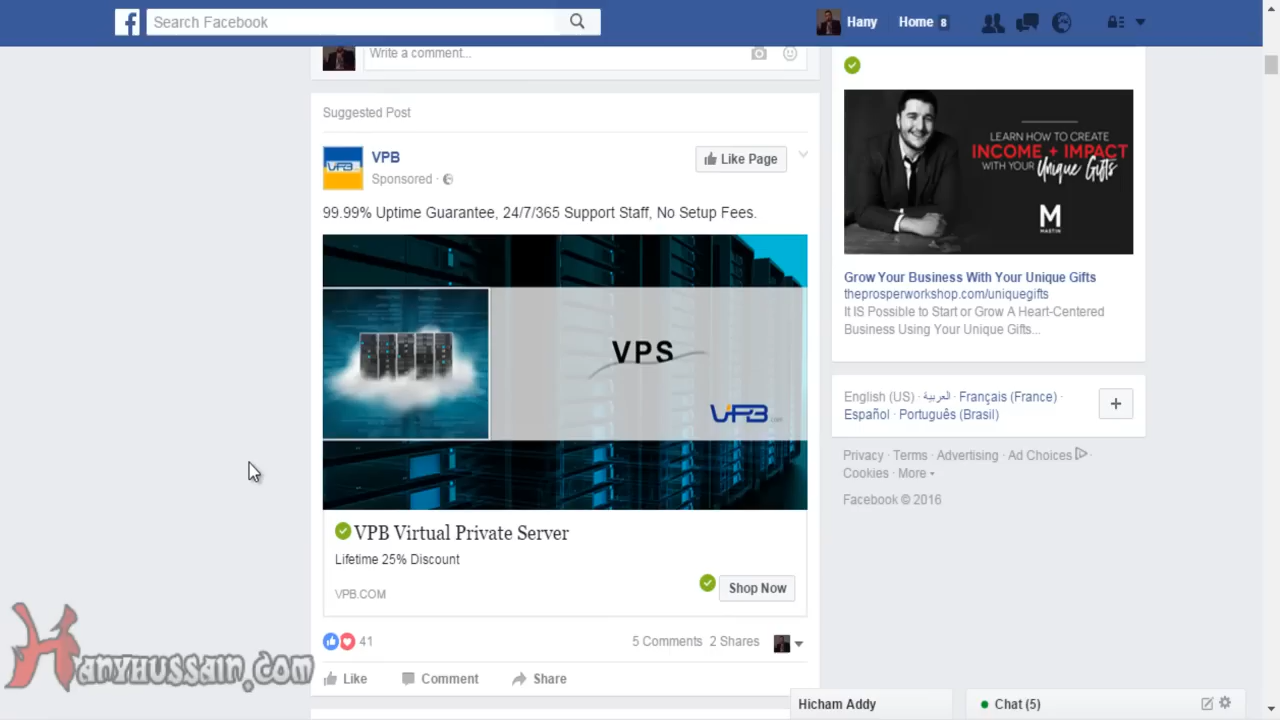 Search Facebook
Hany
Home 8
Write a comment...
Suggested Post
VPB
VPB
Like Page
Sponsored ·
99.99% Uptime Guarantee, 24/7/365 Support Staff, No Setup Fees.
VPS
VPB.com
VPB Virtual Private Server
Lifetime 25% Discount
VPB.COM
Shop Now
41
5 Comments 2 Shares
Like
Comment
Share
LEARN HOW TO CREATE
INCOME + IMPACT
WITH YOUR Unique Gifts
M
MARTIN
Grow Your Business With Your Unique Gifts
theprosperworkshop.com/uniquegifts
It IS Possible to Start or Grow A Heart-Centered
Business Using Your Unique Gifts...
English (US) · العربية · Français (France) ·
Español · Português (Brasil)
Privacy · Terms · Advertising · Ad Choices ·
Cookies · More
Facebook © 2016
HanyHussain.com
Hicham Addy
Chat (5)